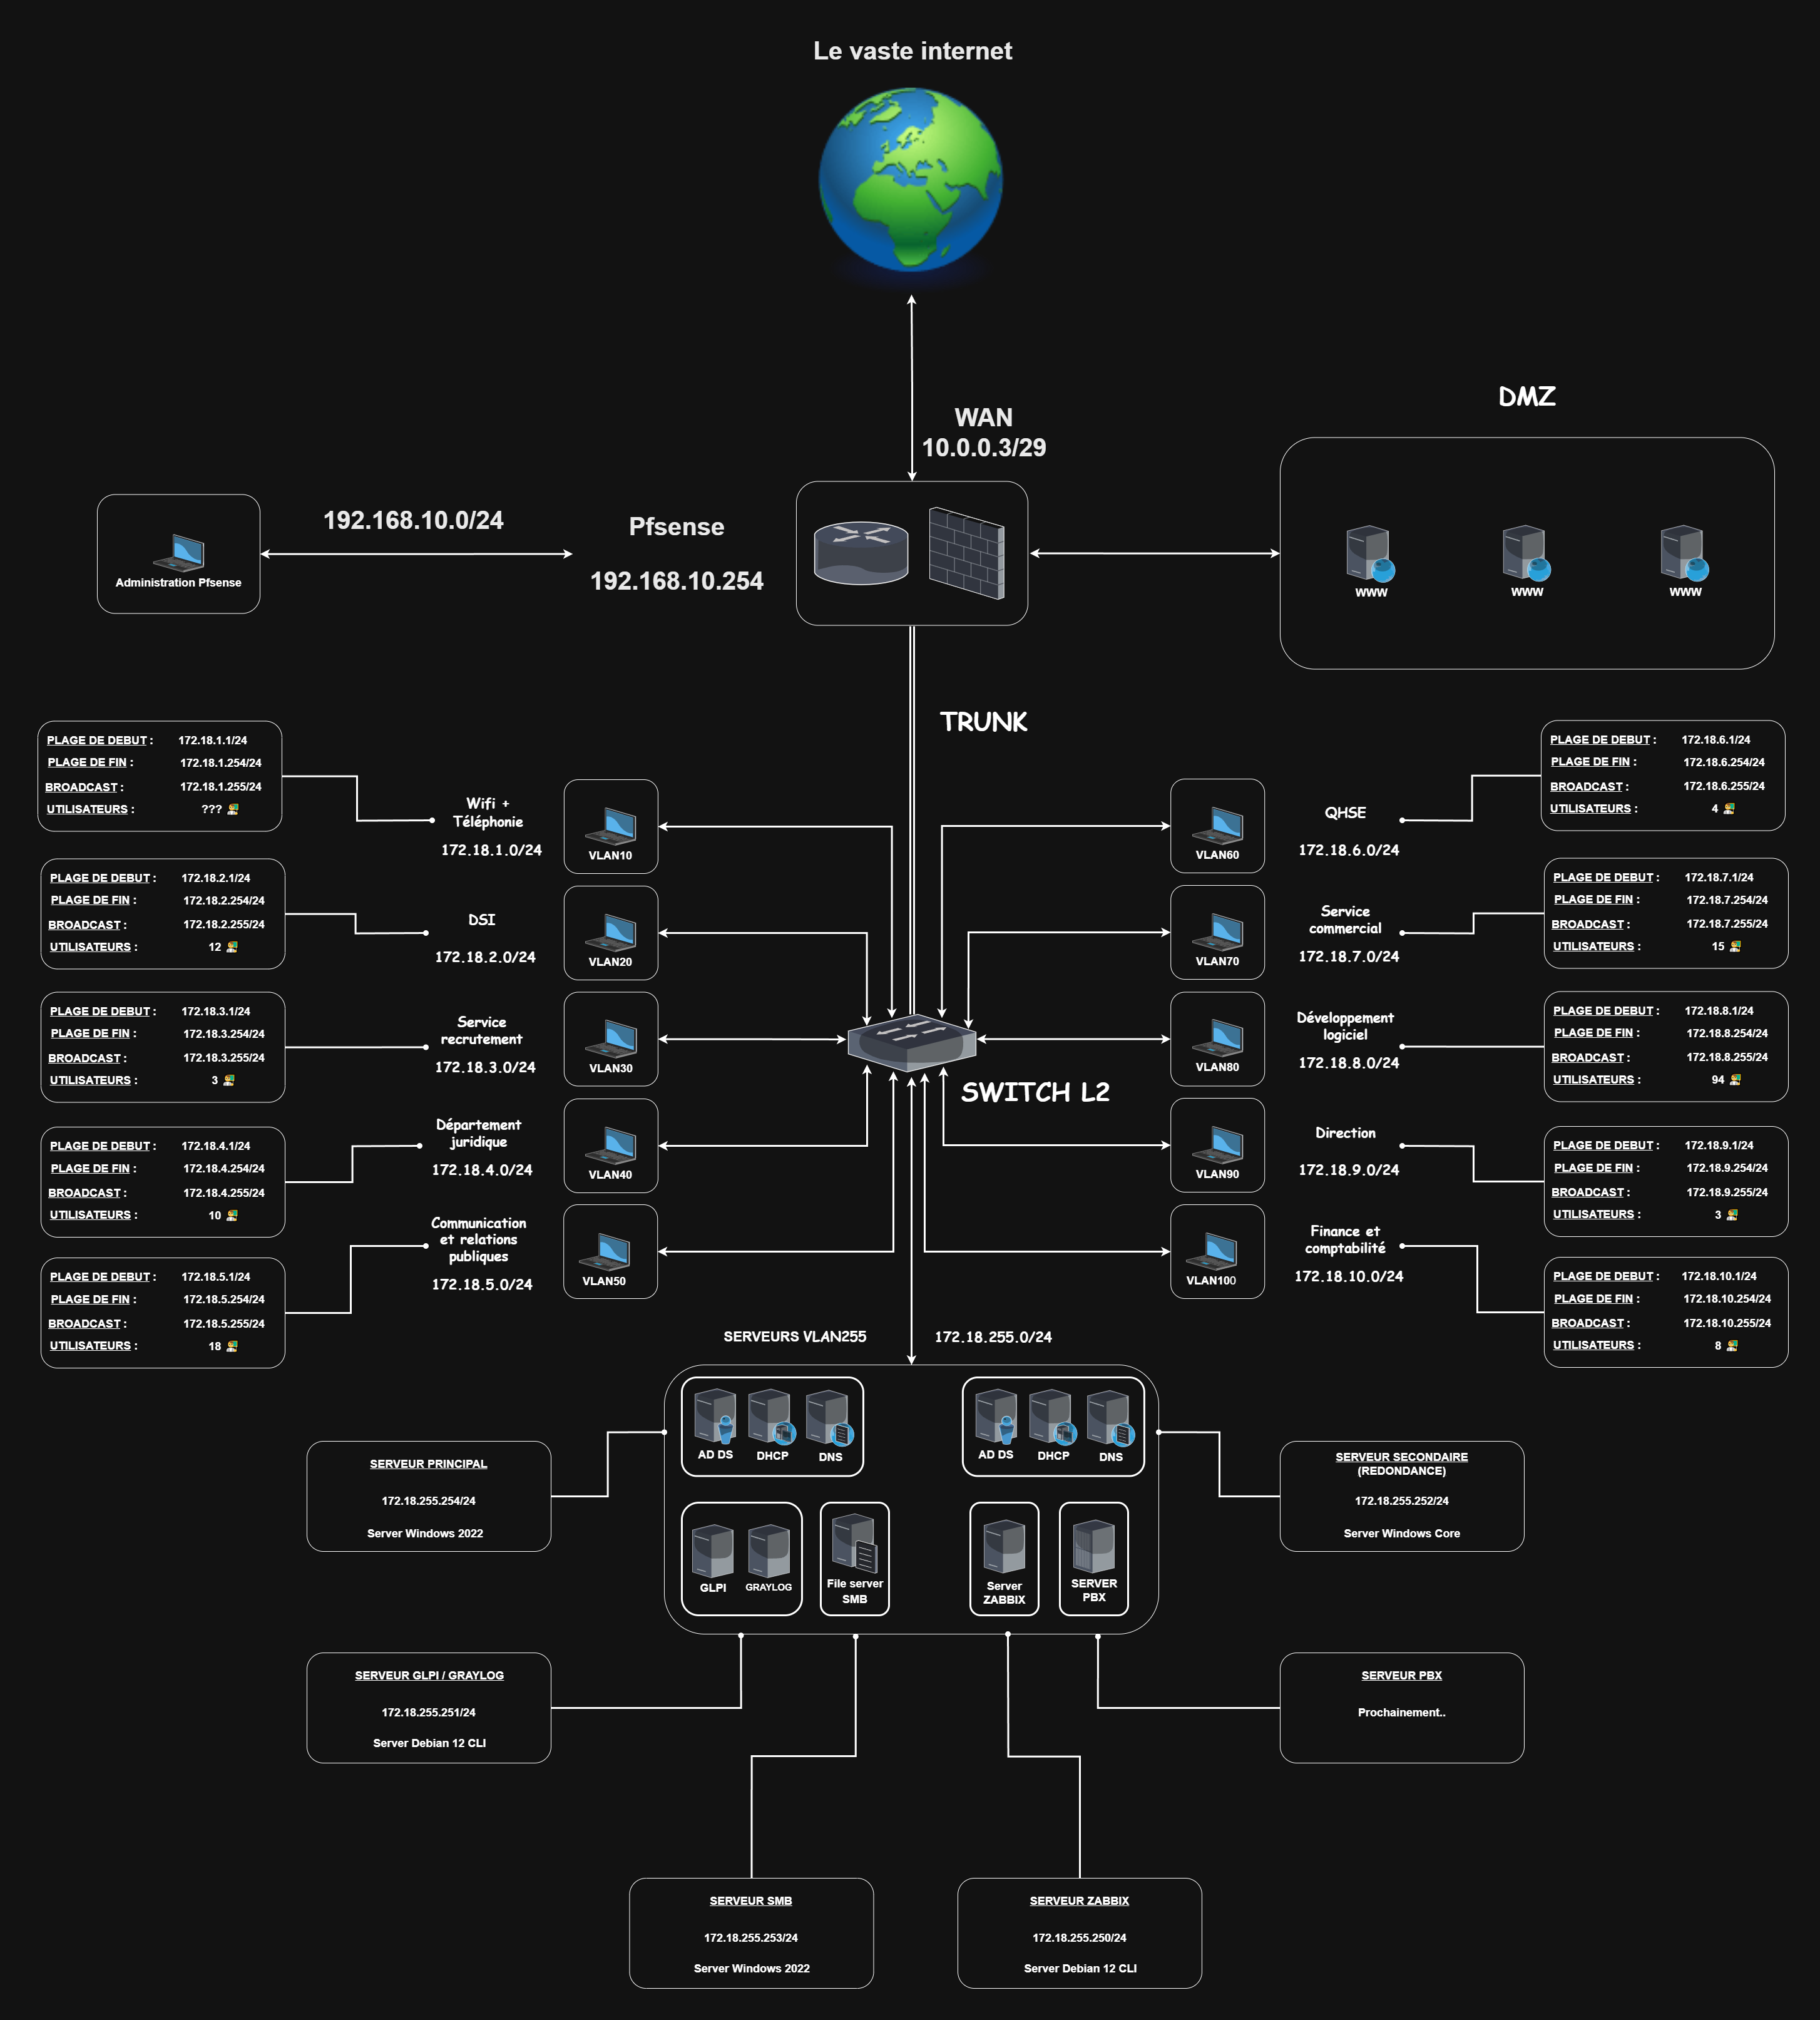 Le vaste internet
WAN
10.0.0.3/29
DMZ
192.168.10.0/24
Pfsense
192.168.10.254
Administration Pfsense
WWW
WWW
WWW
TRUNK
PLAGE DE DEBUT : 172.18.1.1/24
PLAGE DE FIN : 172.18.1.254/24
BROADCAST : 172.18.1.255/24
UTILISATEURS : ???
Wifi +
Téléphonie
172.18.1.0/24
VLAN10
VLAN60
QHSE
172.18.6.0/24
PLAGE DE DEBUT : 172.18.6.1/24
PLAGE DE FIN : 172.18.6.254/24
BROADCAST : 172.18.6.255/24
UTILISATEURS : 4
PLAGE DE DEBUT : 172.18.2.1/24
PLAGE DE FIN : 172.18.2.254/24
BROADCAST : 172.18.2.255/24
UTILISATEURS : 12
DSI
172.18.2.0/24
VLAN20
VLAN70
Service
commercial
172.18.7.0/24
PLAGE DE DEBUT : 172.18.7.1/24
PLAGE DE FIN : 172.18.7.254/24
BROADCAST : 172.18.7.255/24
UTILISATEURS : 15
PLAGE DE DEBUT : 172.18.3.1/24
PLAGE DE FIN : 172.18.3.254/24
BROADCAST : 172.18.3.255/24
UTILISATEURS : 3
Service
recrutement
172.18.3.0/24
VLAN30
VLAN80
Développement
logiciel
172.18.8.0/24
PLAGE DE DEBUT : 172.18.8.1/24
PLAGE DE FIN : 172.18.8.254/24
BROADCAST : 172.18.8.255/24
UTILISATEURS : 94
SWITCH L2
PLAGE DE DEBUT : 172.18.4.1/24
PLAGE DE FIN : 172.18.4.254/24
BROADCAST : 172.18.4.255/24
UTILISATEURS : 10
Département
juridique
172.18.4.0/24
VLAN40
VLAN90
Direction
172.18.9.0/24
PLAGE DE DEBUT : 172.18.9.1/24
PLAGE DE FIN : 172.18.9.254/24
BROADCAST : 172.18.9.255/24
UTILISATEURS : 3
PLAGE DE DEBUT : 172.18.5.1/24
PLAGE DE FIN : 172.18.5.254/24
BROADCAST : 172.18.5.255/24
UTILISATEURS : 18
Communication
et relations
publiques
172.18.5.0/24
VLAN50
VLAN100
Finance et
comptabilité
172.18.10.0/24
PLAGE DE DEBUT : 172.18.10.1/24
PLAGE DE FIN : 172.18.10.254/24
BROADCAST : 172.18.10.255/24
UTILISATEURS : 8
SERVEURS VLAN255 172.18.255.0/24
AD DS DHCP DNS
AD DS DHCP DNS
GLPI GRAYLOG
File server
SMB
Server
ZABBIX
SERVER
PBX
SERVEUR PRINCIPAL
172.18.255.254/24
Server Windows 2022
SERVEUR SECONDAIRE
(REDONDANCE)
172.18.255.252/24
Server Windows Core
SERVEUR GLPI / GRAYLOG
172.18.255.251/24
Server Debian 12 CLI
SERVEUR PBX
Prochainement..
SERVEUR SMB
172.18.255.253/24
Server Windows 2022
SERVEUR ZABBIX
172.18.255.250/24
Server Debian 12 CLI